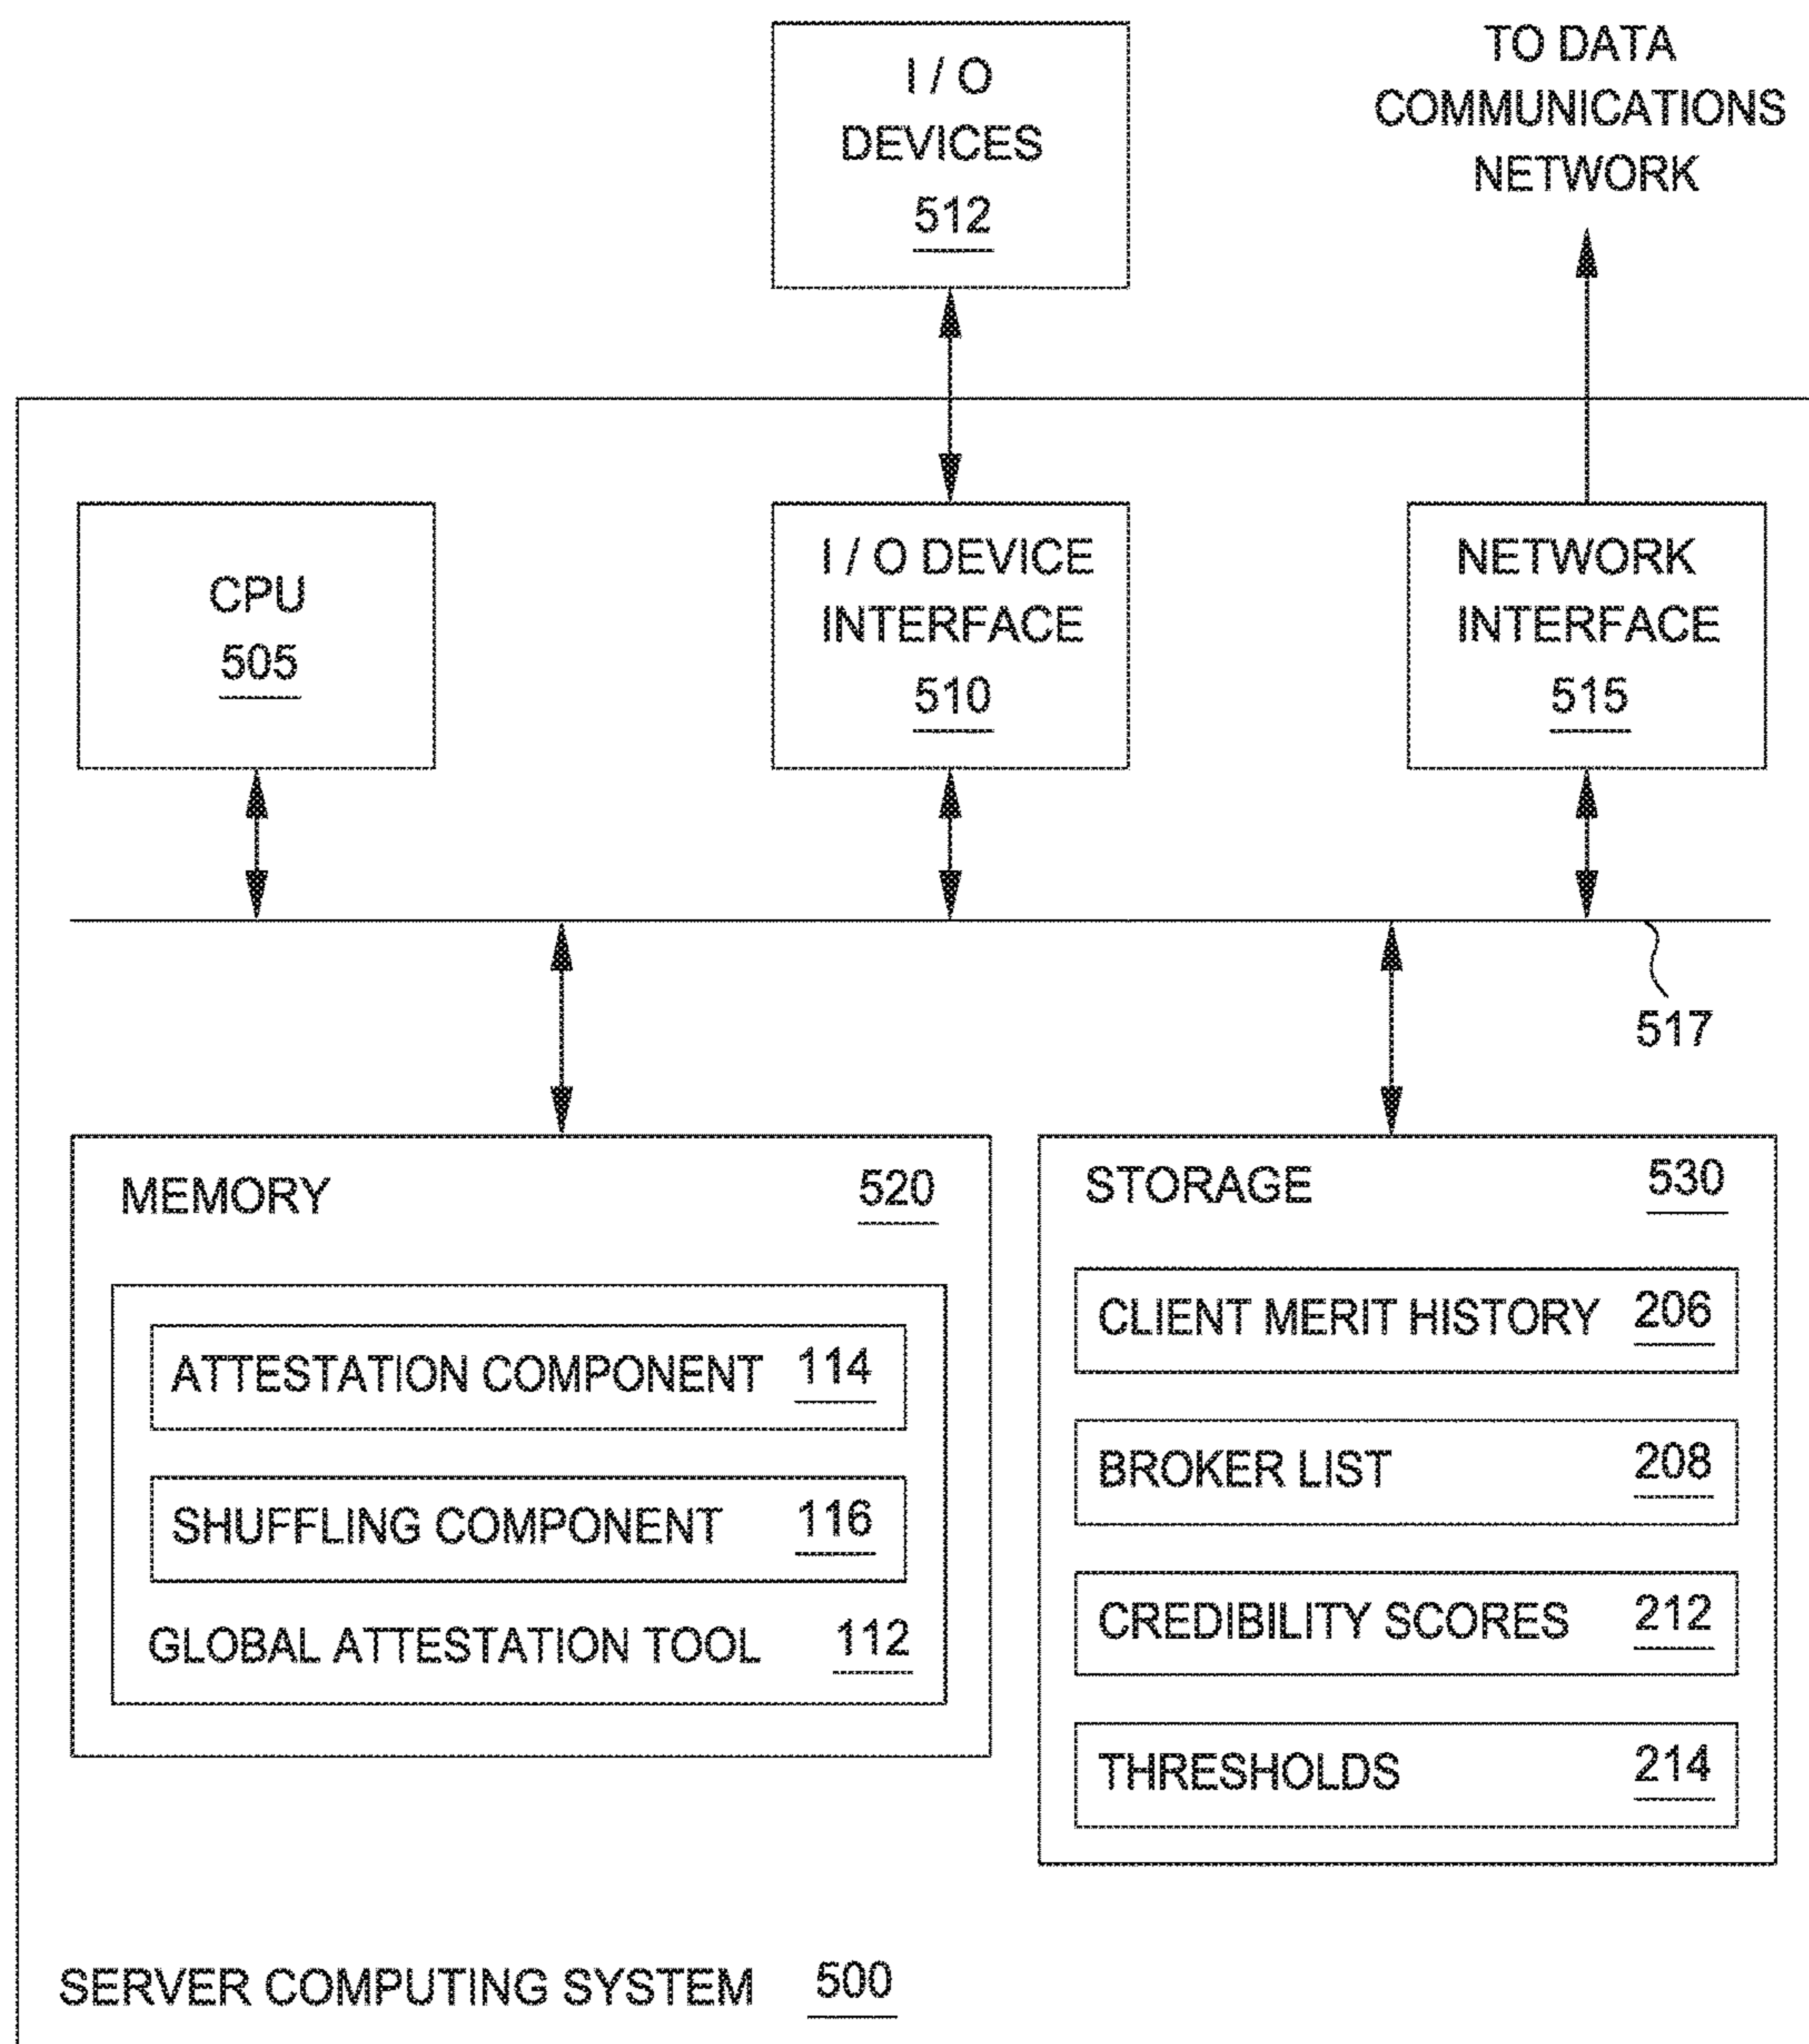 I / O
DEVICES
512
TO DATA
COMMUNICATIONS
NETWORK
CPU
505
I / O DEVICE
INTERFACE
510
NETWORK
INTERFACE
515
517
MEMORY 520
ATTESTATION COMPONENT 114
SHUFFLING COMPONENT 116
GLOBAL ATTESTATION TOOL 112
STORAGE 530
CLIENT MERIT HISTORY 206
BROKER LIST 208
CREDIBILITY SCORES 212
THRESHOLDS 214
SERVER COMPUTING SYSTEM 500